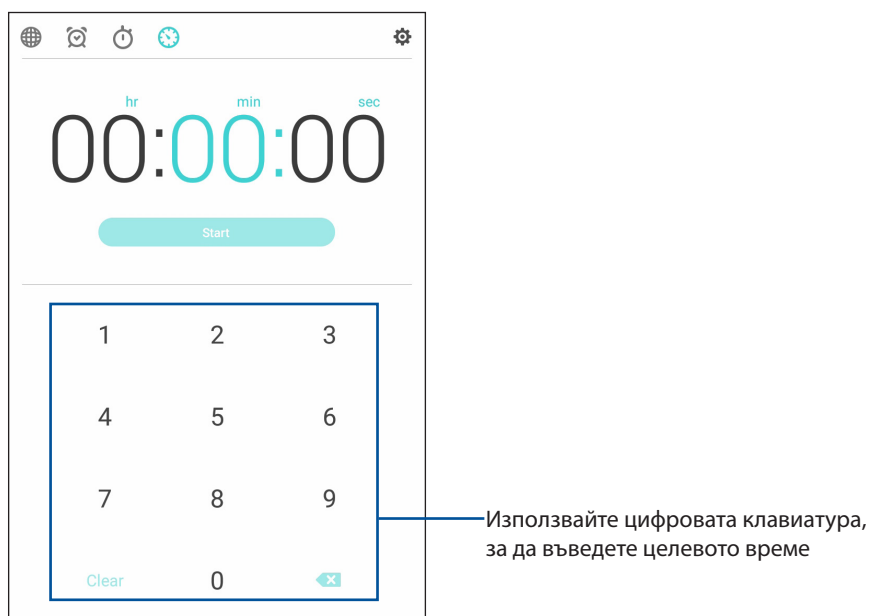 hr min sec
00:00:00
Start
1 2 3
4 5 6
7 8 9
Clear 0
Използвайте цифровата клавиатура,
за да въведете целевото време